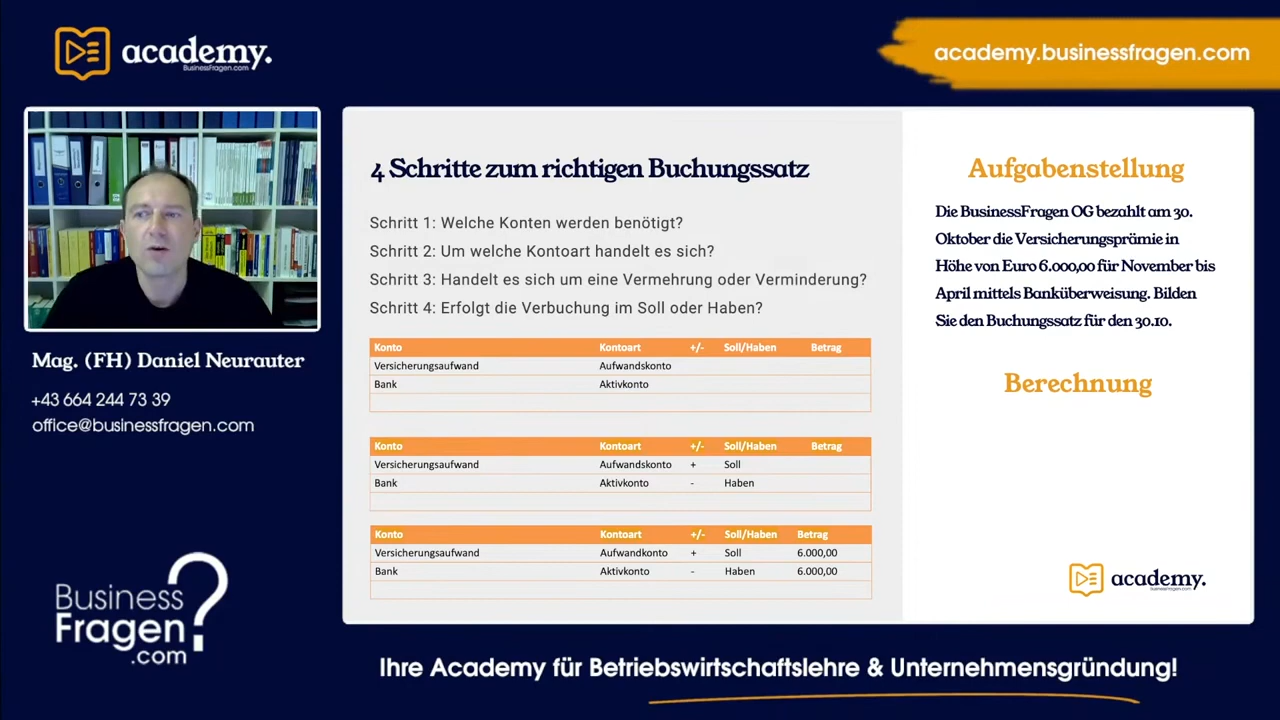 academy.
BusinessFragen.com
academy.businessfragen.com
Mag. (FH) Daniel Neurauter
+43 664 244 73 39
office@businessfragen.com
Business
Fragen
.com
?
4 Schritte zum richtigen Buchungssatz
Schritt 1: Welche Konten werden benötigt?
Schritt 2: Um welche Kontoart handelt es sich?
Schritt 3: Handelt es sich um eine Vermehrung oder Verminderung?
Schritt 4: Erfolgt die Verbuchung im Soll oder Haben?
Konto Kontoart +/- Soll/Haben Betrag
Versicherungsaufwand Aufwandskonto
Bank Aktivkonto
Konto Kontoart +/- Soll/Haben Betrag
Versicherungsaufwand Aufwandskonto + Soll
Bank Aktivkonto - Haben
Konto Kontoart +/- Soll/Haben Betrag
Versicherungsaufwand Aufwandkonto + Soll 6.000,00
Bank Aktivkonto - Haben 6.000,00
Aufgabenstellung
Die BusinessFragen OG bezahlt am 30.
Oktober die Versicherungsprämie in
Höhe von Euro 6.000,00 für November bis
April mittels Banküberweisung. Bilden
Sie den Buchungssatz für den 30.10.
Berechnung
academy.
BusinessFragen.com
Ihre Academy für Betriebswirtschaftslehre & Unternehmensgründung!